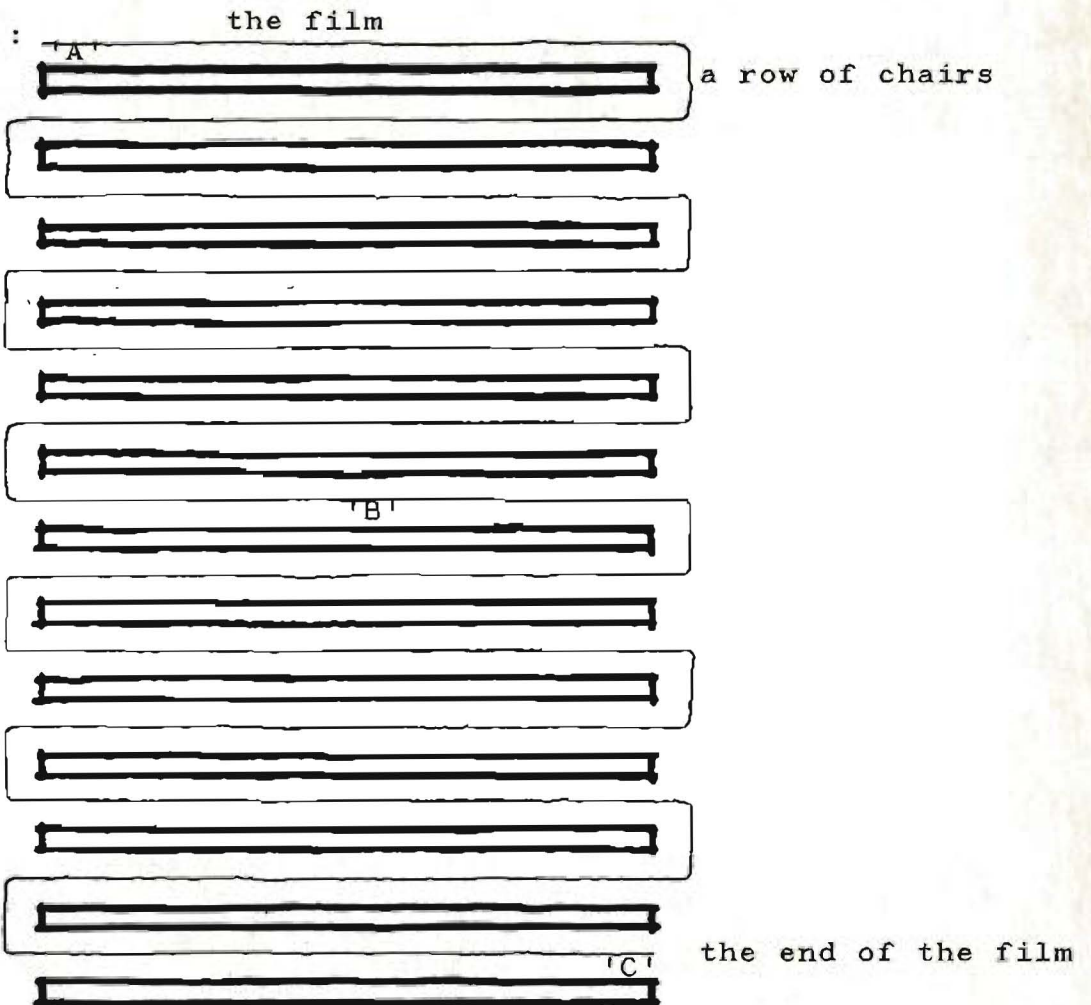 the film
:
'A'
a row of chairs
'B'
the end of the film
'C'